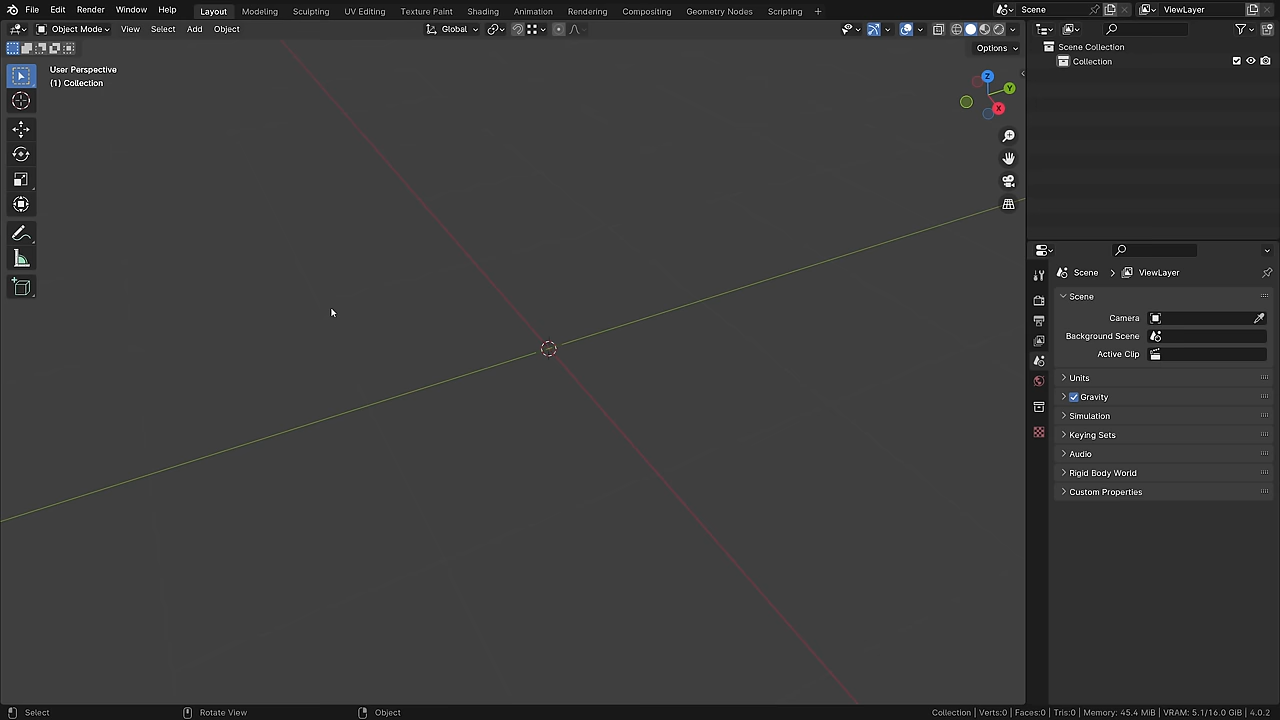 File Edit Render Window Help Layout Modeling Sculpting UV Editing Texture Paint Shading Animation Rendering Compositing Geometry Nodes Scripting + Scene ViewLayer
Object Mode View Select Add Object Global
Options
User Perspective
(1) Collection
Z
Y
X
Scene Collection
Collection
Scene > ViewLayer
Scene
Camera
Background Scene
Active Clip
Units
Gravity
Simulation
Keying Sets
Audio
Rigid Body World
Custom Properties
Select Rotate View Object Collection | Verts:0 | Faces:0 | Tris:0 | Memory: 45.4 MiB | VRAM: 5.1/16.0 GiB | 4.0.2